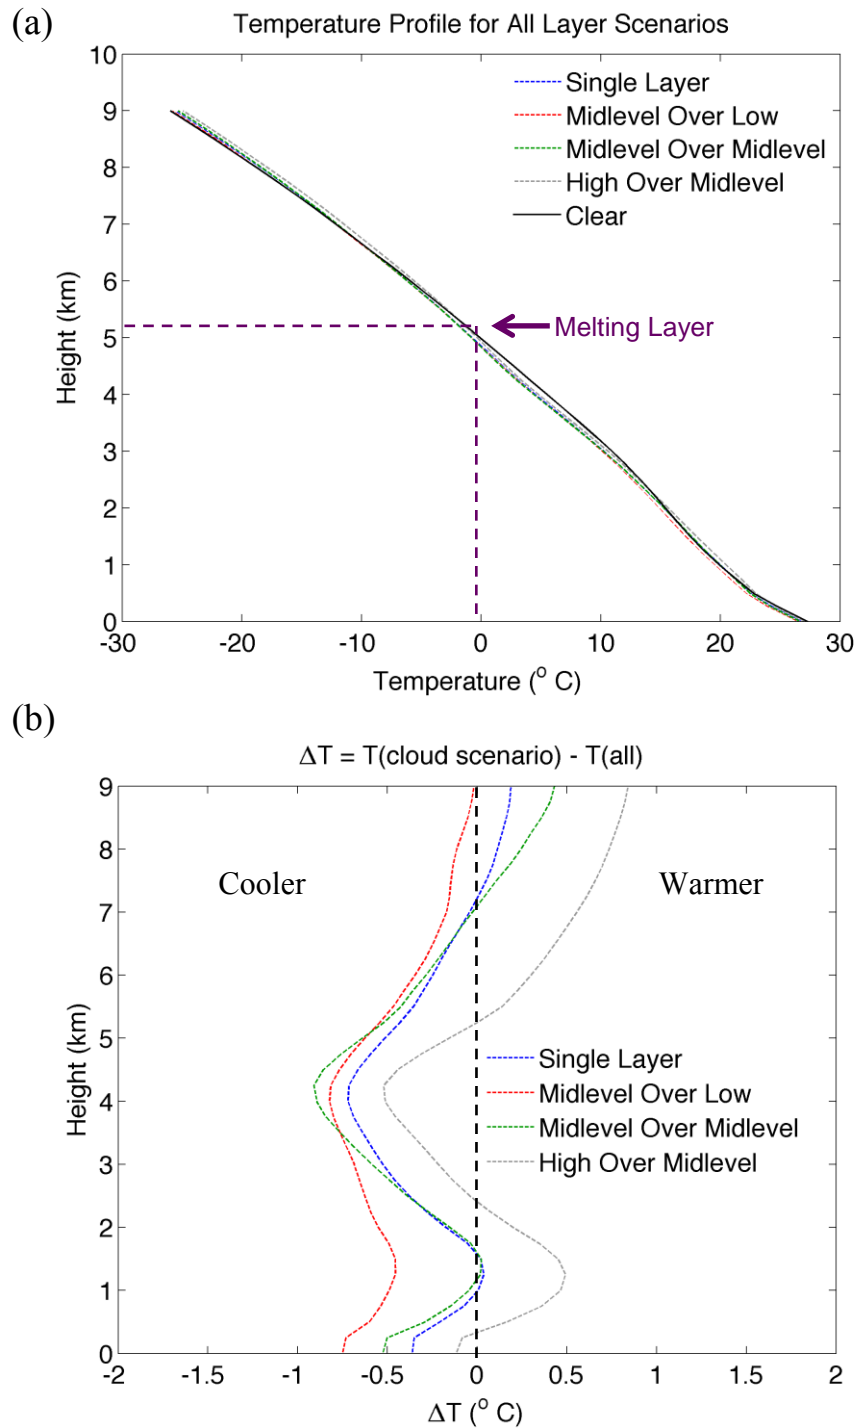 (a)
Temperature Profile for All Layer Scenarios
10
9
8
7
6
5
4
3
2
1
0
Height (km)
Single Layer
Midlevel Over Low
Midlevel Over Midlevel
High Over Midlevel
Clear
Melting Layer
-30 -20 -10 0 10 20 30
Temperature (° C)
(b)
ΔT = T(cloud scenario) - T(all)
9
8
7
6
5
4
3
2
1
0
Height (km)
Cooler Warmer
Single Layer
Midlevel Over Low
Midlevel Over Midlevel
High Over Midlevel
-2 -1.5 -1 -0.5 0 0.5 1 1.5 2
ΔT (° C)